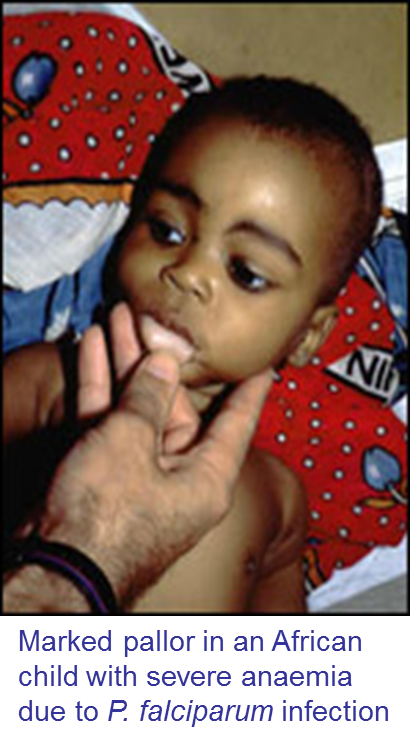 Marked pallor in an African
child with severe anaemia
due to P. falciparum infection